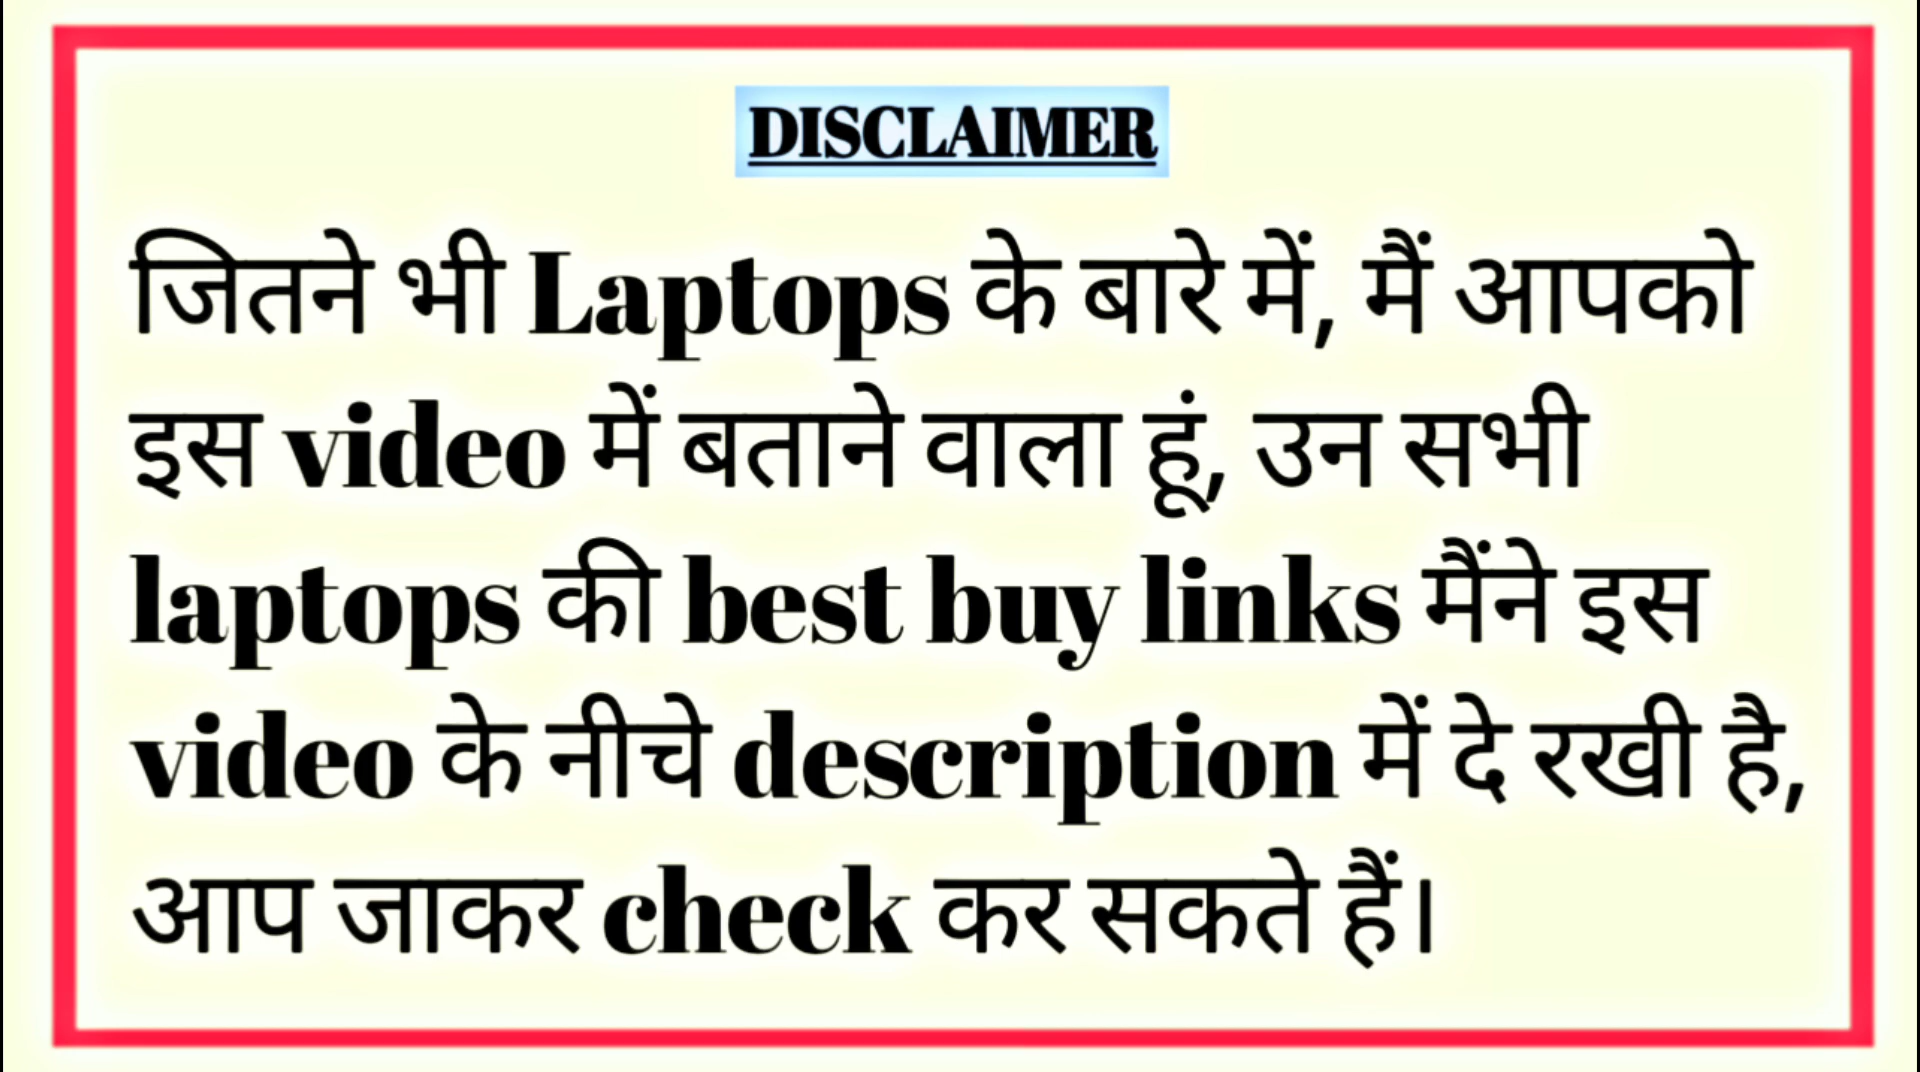 DISCLAIMER
जितने भी Laptops के बारे में, मैं आपको
इस video में बताने वाला हूं, उन सभी
laptops की best buy links मैंने इस
video के नीचे description में दे रखी है,
आप जाकर check कर सकते हैं।